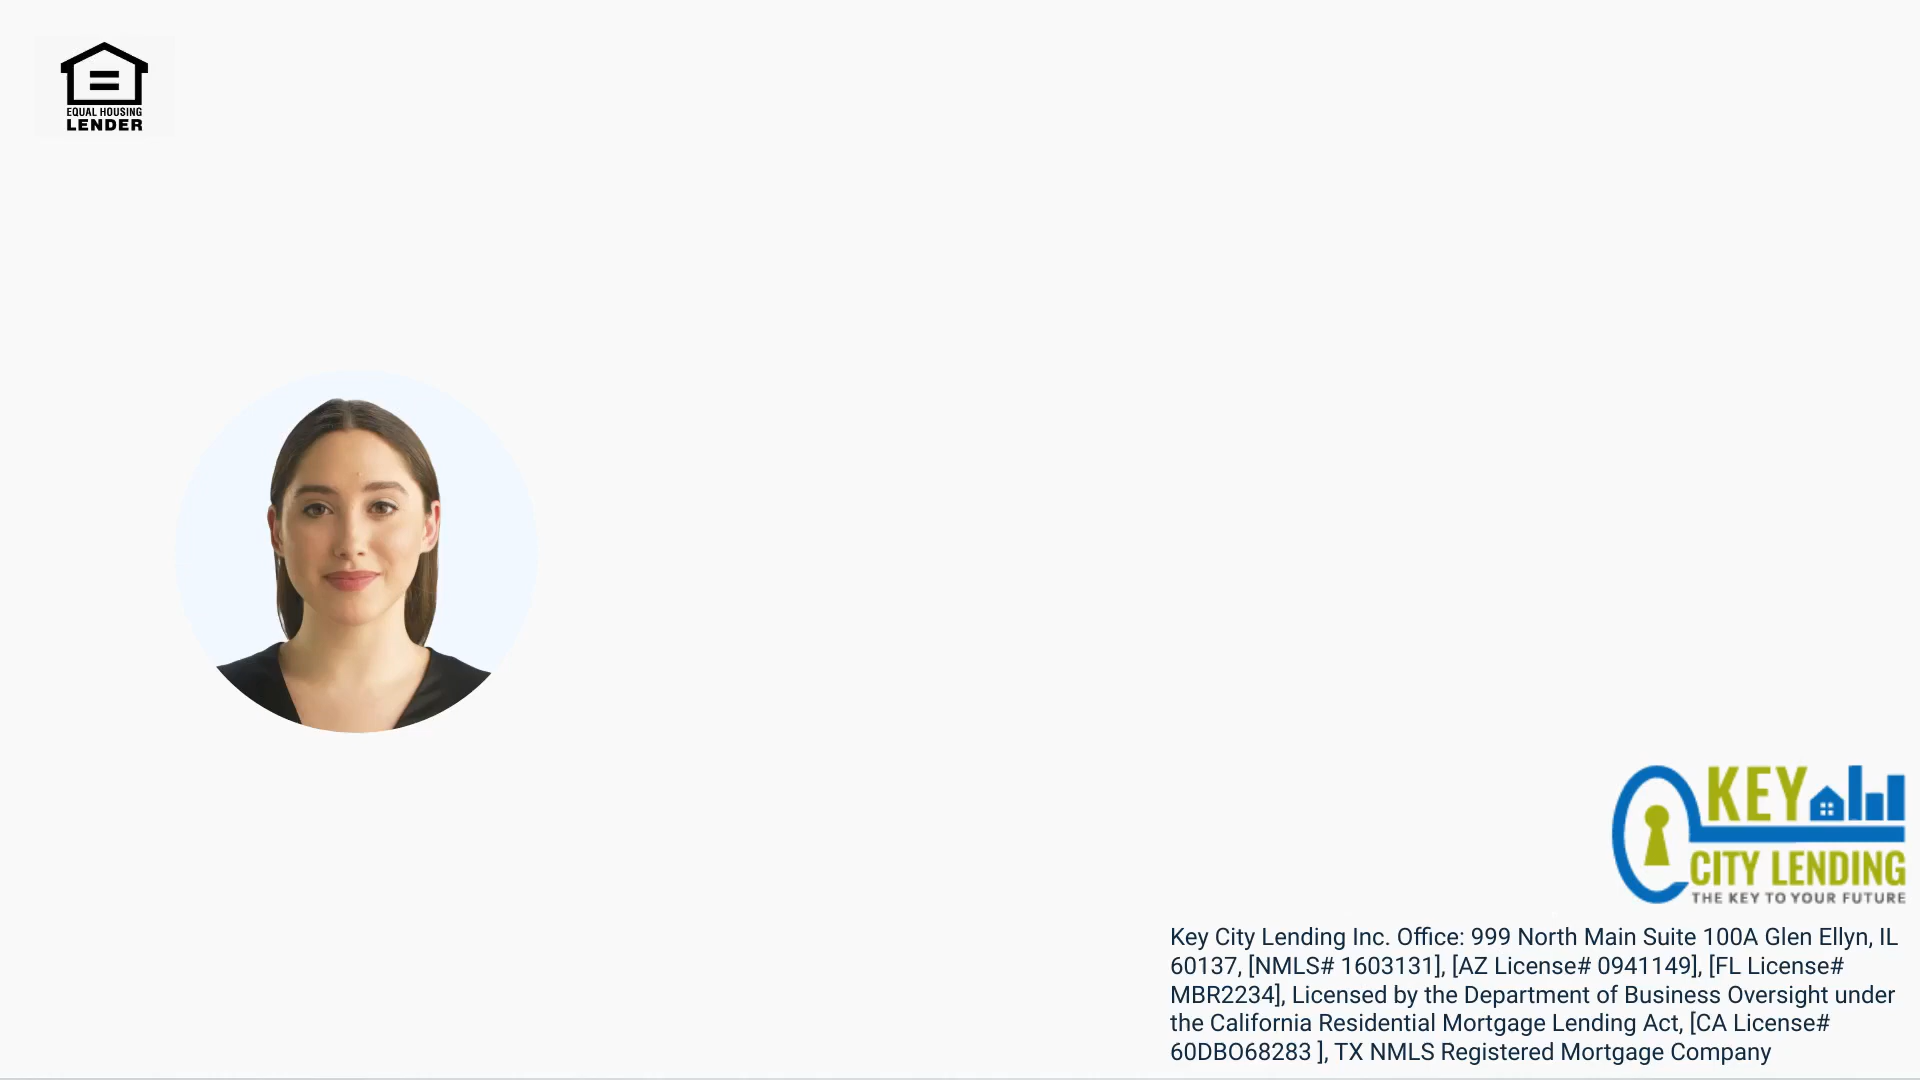 EQUAL HOUSING
LENDER
KEY
CITY LENDING
THE KEY TO YOUR FUTURE
Key City Lending Inc. Office: 999 North Main Suite 100A Glen Ellyn, IL
60137, [NMLS# 1603131], [AZ License# 0941149], [FL License#
MBR2234], Licensed by the Department of Business Oversight under
the California Residential Mortgage Lending Act, [CA License#
60DBO68283 ], TX NMLS Registered Mortgage Company